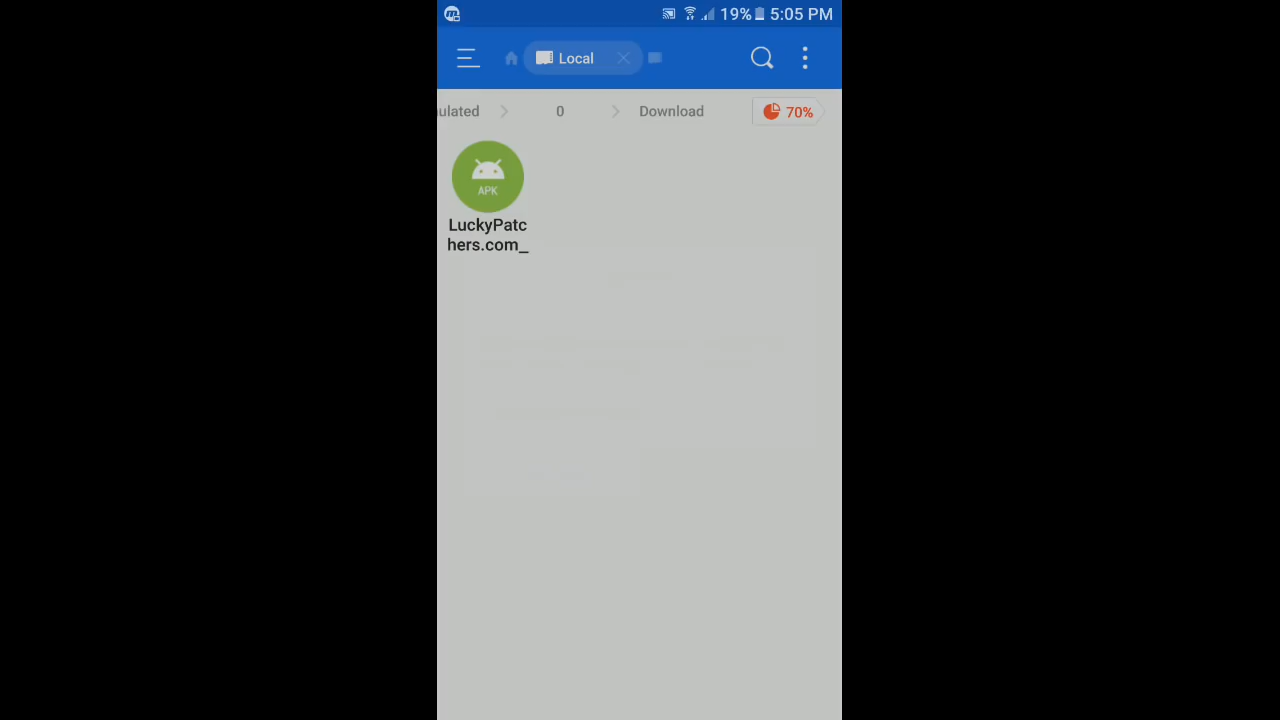 19% 5:05 PM
Local
ulated 0 Download 70%
APK
LuckyPatc
hers.com_